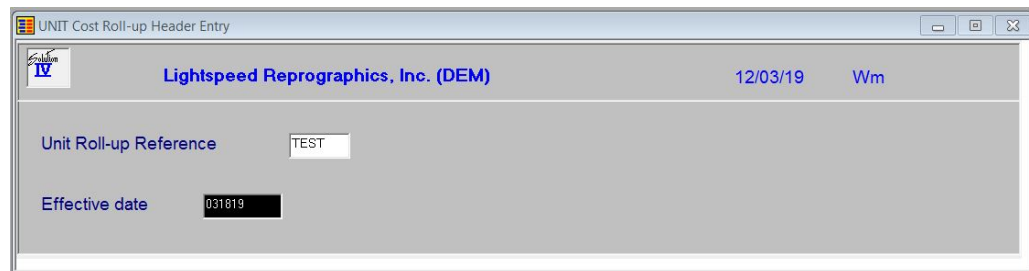 UNIT Cost Roll-up Header Entry
Solution
IV
Lightspeed Reprographics, Inc. (DEM) 12/03/19 Wm
Unit Roll-up Reference TEST
Effective date 031819